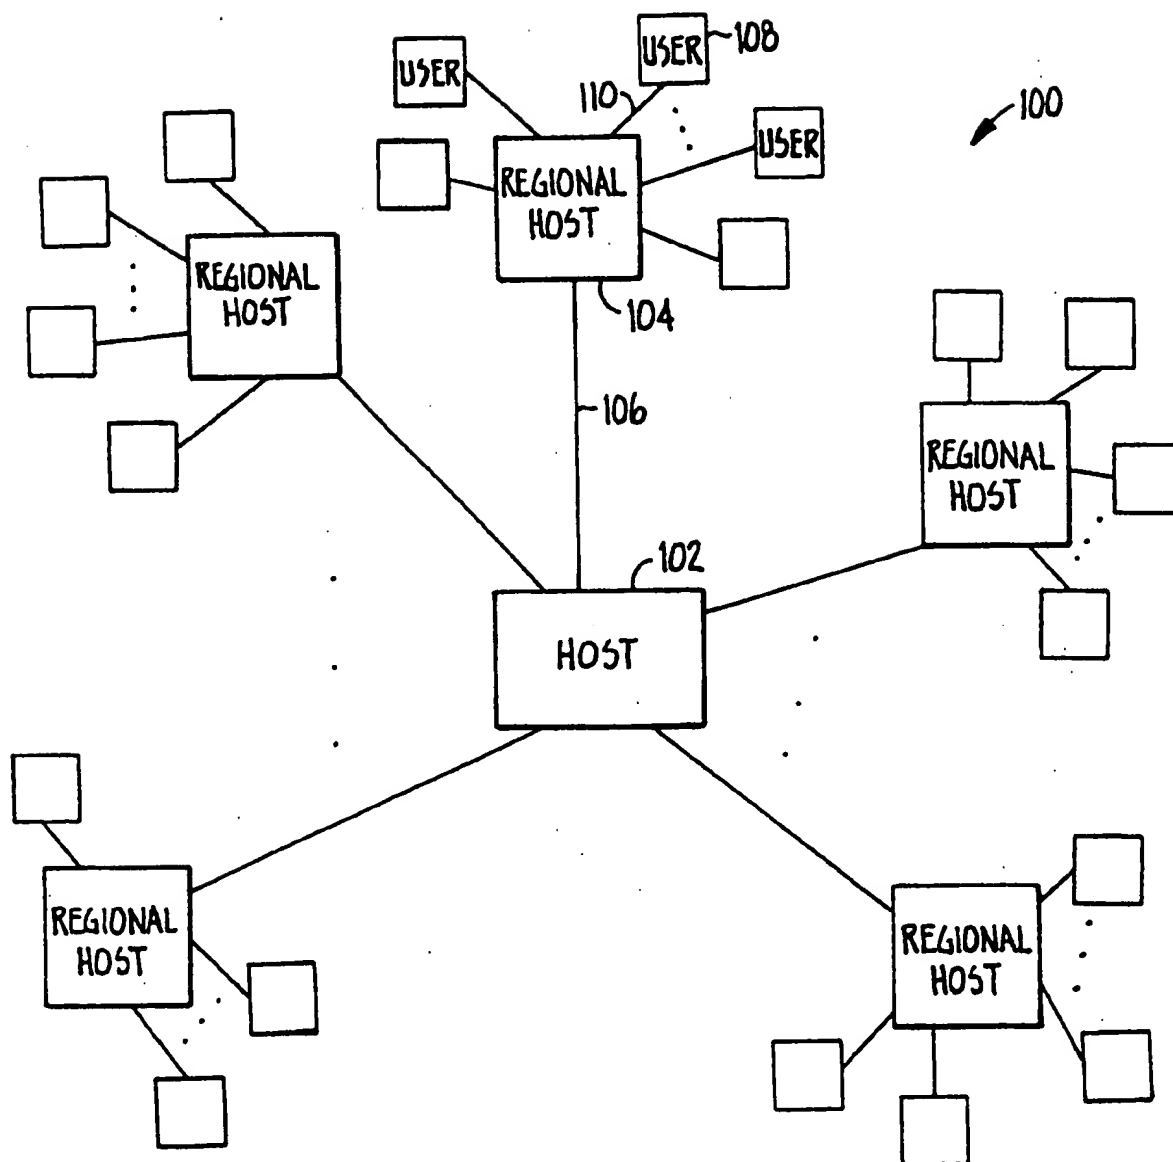 USER
108
USER
110
100
USER
REGIONAL
HOST
104
REGIONAL
HOST
106
REGIONAL
HOST
102
HOST
REGIONAL
HOST
REGIONAL
HOST